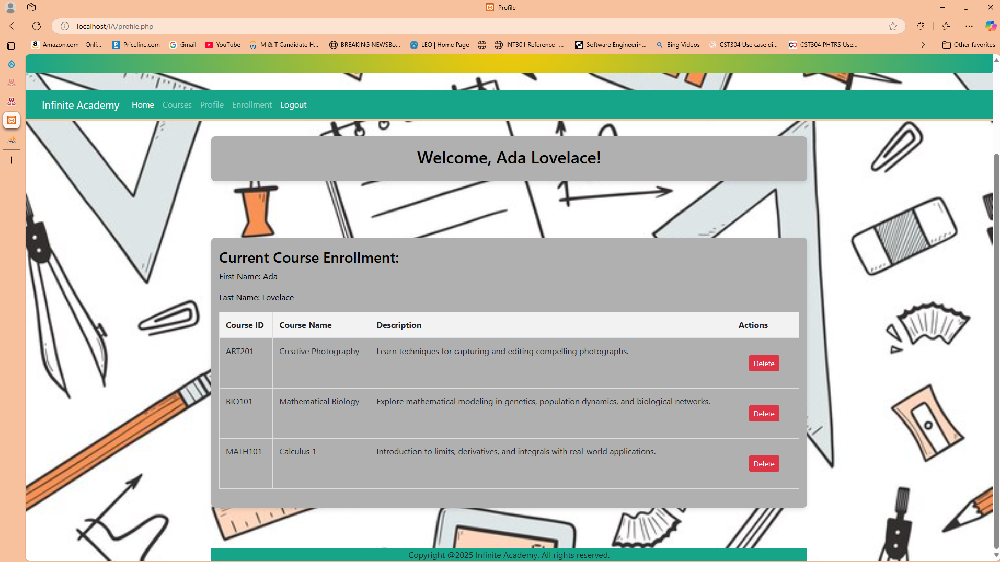 Profile
localhost/IA/profile.php
Amazon.com – Onli...
Priceline.com
Gmail
YouTube
M & T Candidate H...
BREAKING NEWSBo...
LEO | Home Page
INT301 Reference -...
Software Engineerin...
Bing Videos
CST304 Use case di...
CST304 PHTRS Use...
Other favorites
PMA
Infinite Academy Home Courses Profile Enrollment Logout
Welcome, Ada Lovelace!
Current Course Enrollment:
First Name: Ada
Last Name: Lovelace
Course ID Course Name Description Actions
ART201 Creative Photography Learn techniques for capturing and editing compelling photographs. Delete
BIO101 Mathematical Biology Explore mathematical modeling in genetics, population dynamics, and biological networks. Delete
MATH101 Calculus 1 Introduction to limits, derivatives, and integrals with real-world applications. Delete
Copyright @2025 Infinite Academy. All rights reserved.